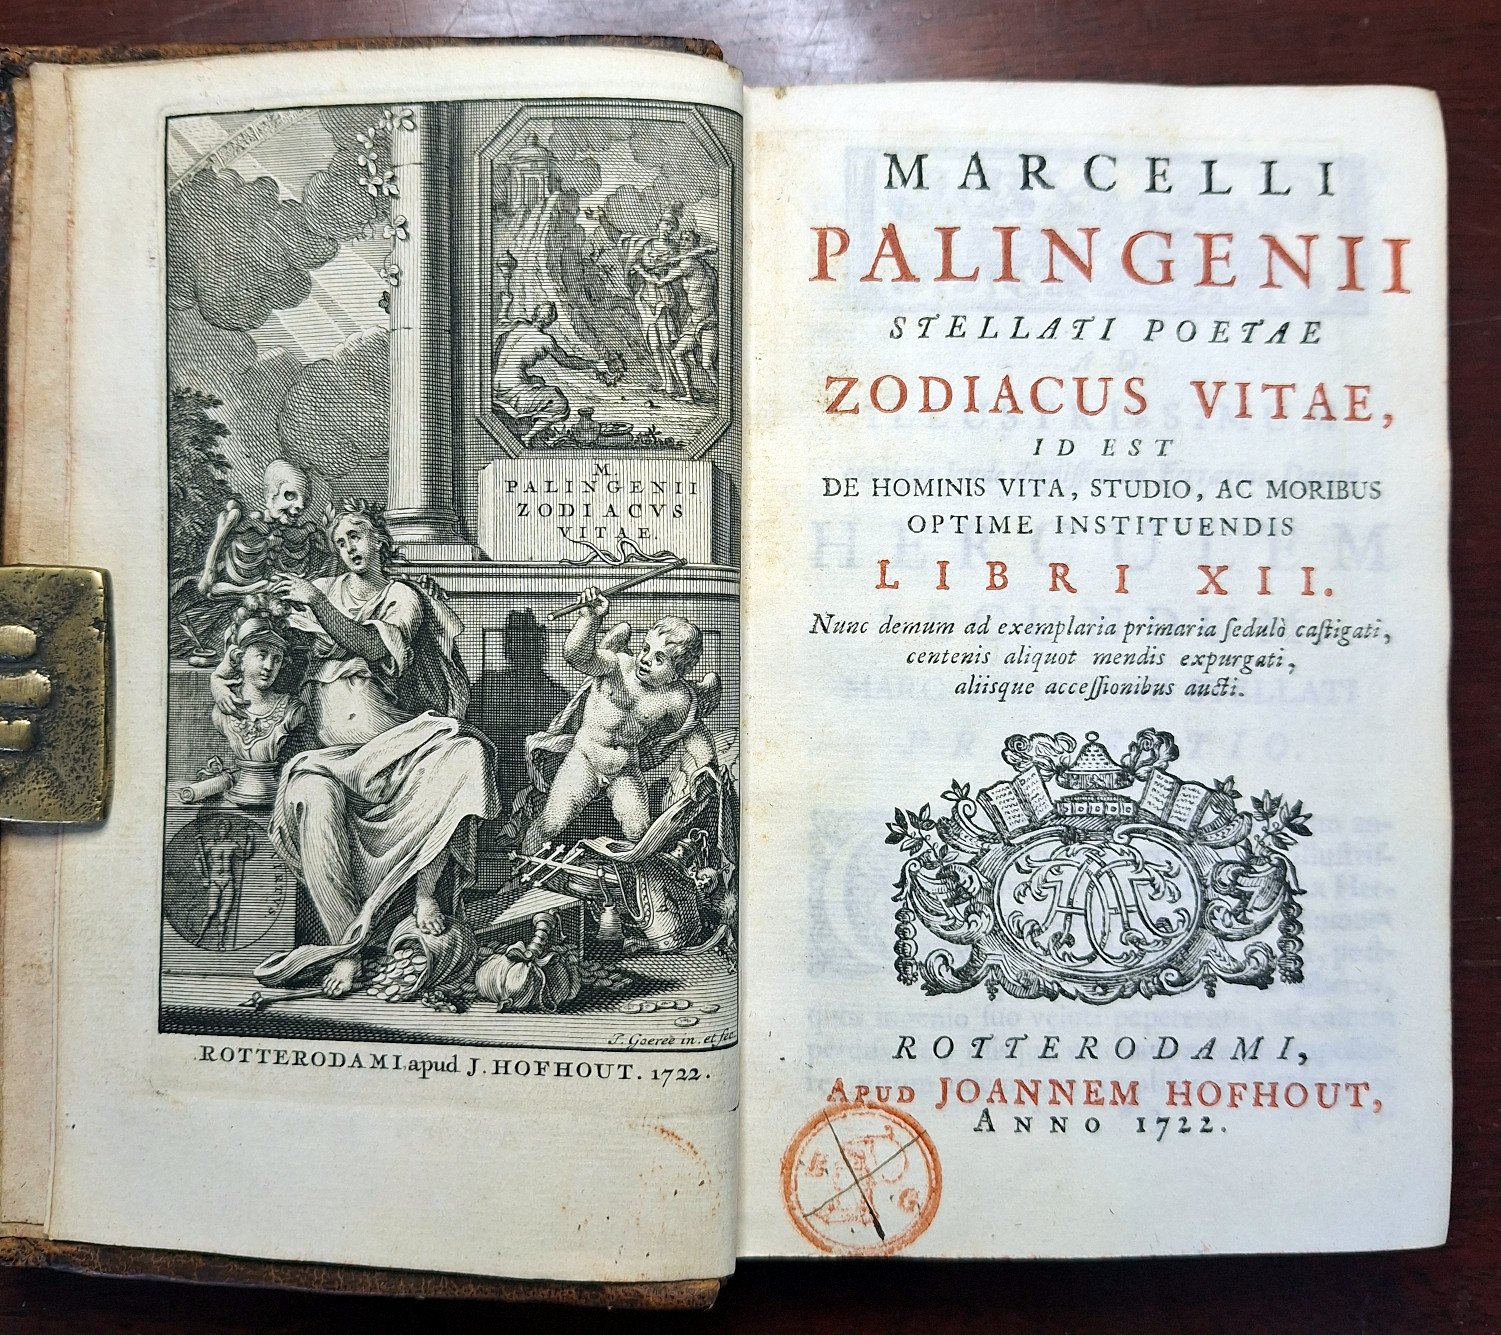 M.
PALINGENII
ZODIACVS
VITAE.
J. Goeree in. et fec.
ROTTERODAMI, apud J. HOFHOUT. 1722.
MARCELLI
PALINGENII
STELLATI POETAE
ZODIACUS VITAE,
ID EST
DE HOMINIS VITA, STUDIO, AC MORIBUS
OPTIME INSTITUENDIS
LIBRI XII.
Nunc demum ad exemplaria primaria ſedulò caſtigati,
centenis aliquot mendis expurgati,
aliisque acceſſionibus aucti.
ROTTERODAMI,
APUD JOANNEM HOFHOUT,
ANNO 1722.